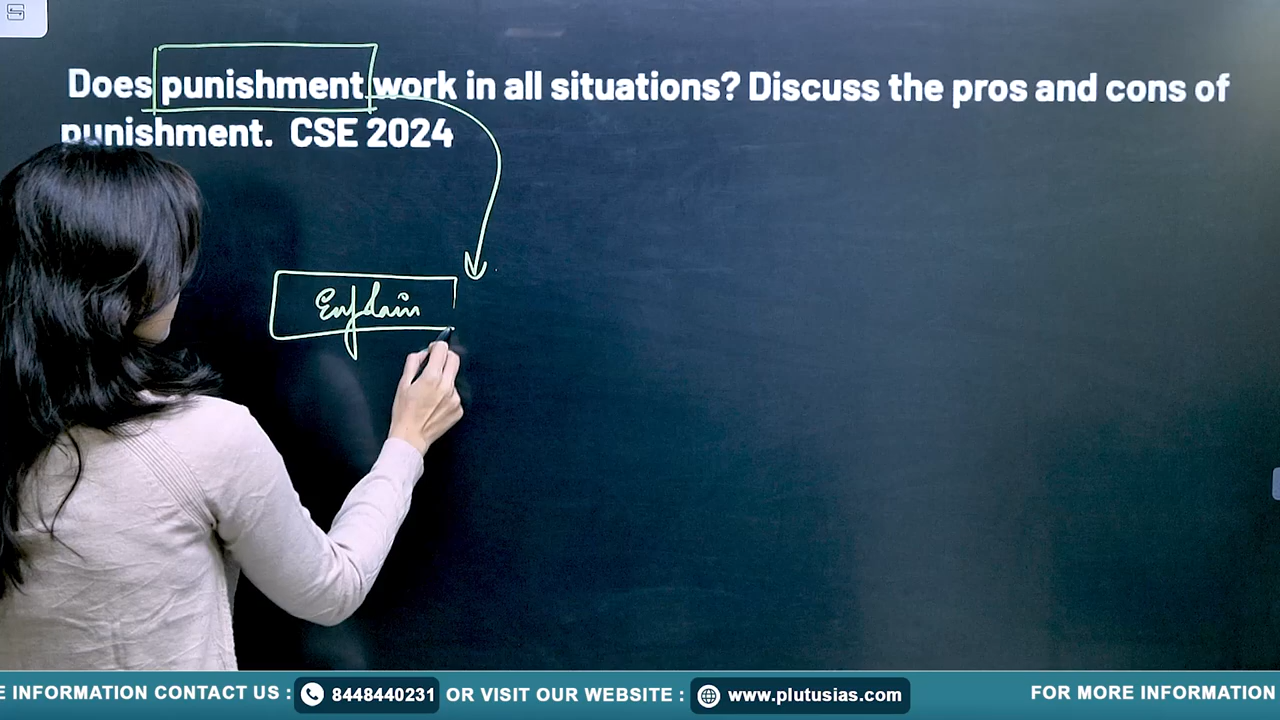 Does punishment work in all situations? Discuss the pros and cons of
punishment. CSE 2024
Explain
E INFORMATION CONTACT US : 8448440231 OR VISIT OUR WEBSITE : www.plutusias.com FOR MORE INFORMATION